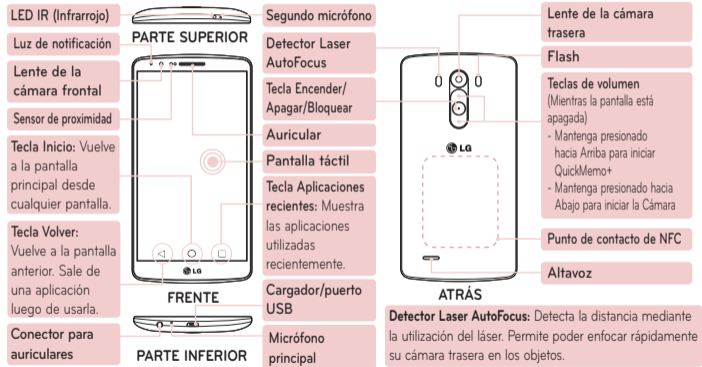 LED IR (Infrarrojo)
Luz de notificación
Lente de la
cámara frontal
Sensor de proximidad
Tecla Inicio: Vuelve
a la pantalla
principal desde
cualquier pantalla.
Tecla Volver:
Vuelve a la pantalla
anterior. Sale de
una aplicación
luego de usarla.
Conector para
auriculares
PARTE SUPERIOR
LG
FRENTE
PARTE INFERIOR
Segundo micrófono
Detector Laser
AutoFocus
Tecla Encender/
Apagar/Bloquear
Auricular
Pantalla táctil
Tecla Aplicaciones
recientes: Muestra
las aplicaciones
utilizadas
recientemente.
Cargador/puerto
USB
Micrófono
principal
LG
ATRÁS
Lente de la cámara
trasera
Flash
Teclas de volumen
(Mientras la pantalla está
apagada)
- Mantenga presionado
hacia Arriba para iniciar
QuickMemo+
- Mantenga presionado hacia
Abajo para iniciar la Cámara
Punto de contacto de NFC
Altavoz
Detector Laser AutoFocus: Detecta la distancia mediante
la utilización del láser. Permite poder enfocar rápidamente
su cámara trasera en los objetos.